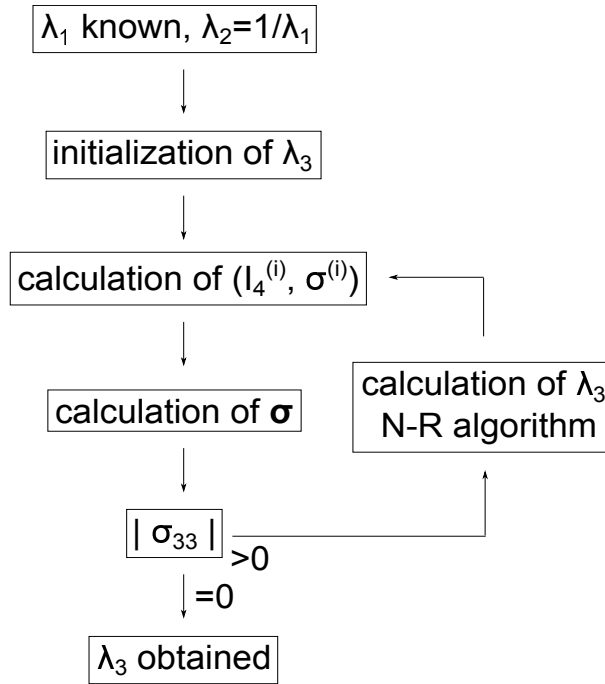 λ₁ known, λ₂=1/λ₁
initialization of λ₃
calculation of (I₄⁽ⁱ⁾, σ⁽ⁱ⁾)
calculation of σ
calculation of λ₃
N-R algorithm
| σ₃₃ |
>0
=0
λ₃ obtained